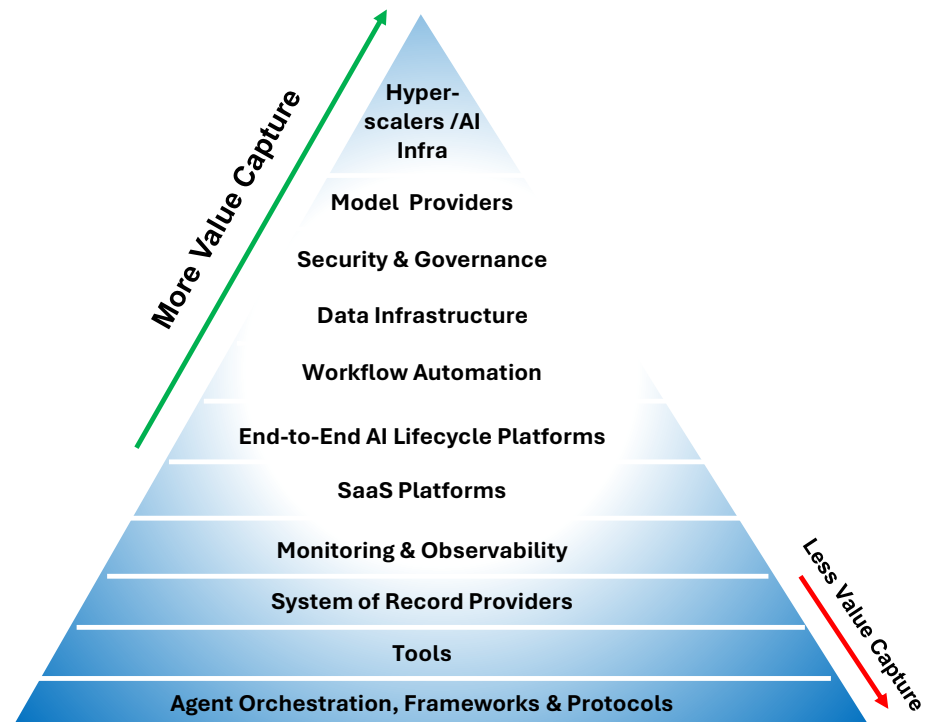 Hyper-
scalers /AI
Infra
More Value Capture
Model Providers
Security & Governance
Data Infrastructure
Workflow Automation
End-to-End AI Lifecycle Platforms
SaaS Platforms
Monitoring & Observability
Less Value Capture
System of Record Providers
Tools
Agent Orchestration, Frameworks & Protocols